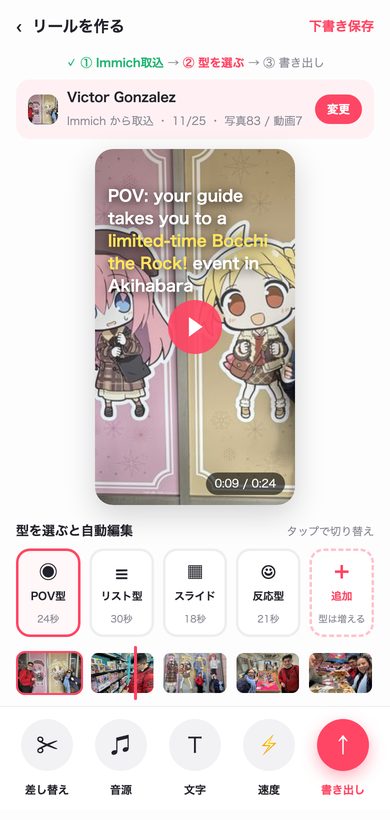 ‹ リールを作る
下書き保存
✓ ① Immich取込 → ② 型を選ぶ → ③ 書き出し
Victor Gonzalez
Immich から取込 ・ 11/25 ・ 写真83 / 動画7
変更
POV: your guide
takes you to a
limited-time Bocchi
the Rock! event in
Akihabara
0:09 / 0:24
型を選ぶと自動編集
タップで切り替え
POV型
24秒
リスト型
30秒
スライド
18秒
反応型
21秒
+
追加
型は増える
差し替え
音源
T
文字
速度
↑
書き出し